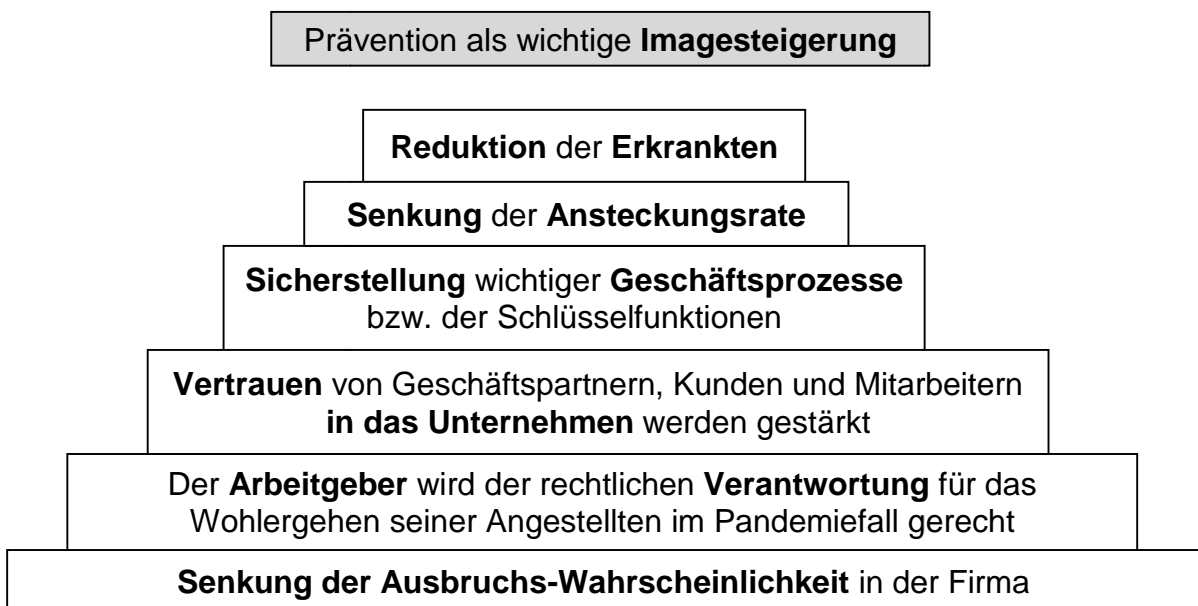 Prävention als wichtige Imagesteigerung
Reduktion der Erkrankten
Senkung der Ansteckungsrate
Sicherstellung wichtiger Geschäftsprozesse
bzw. der Schlüsselfunktionen
Vertrauen von Geschäftspartnern, Kunden und Mitarbeitern
in das Unternehmen werden gestärkt
Der Arbeitgeber wird der rechtlichen Verantwortung für das
Wohlergehen seiner Angestellten im Pandemiefall gerecht
Senkung der Ausbruchs-Wahrscheinlichkeit in der Firma